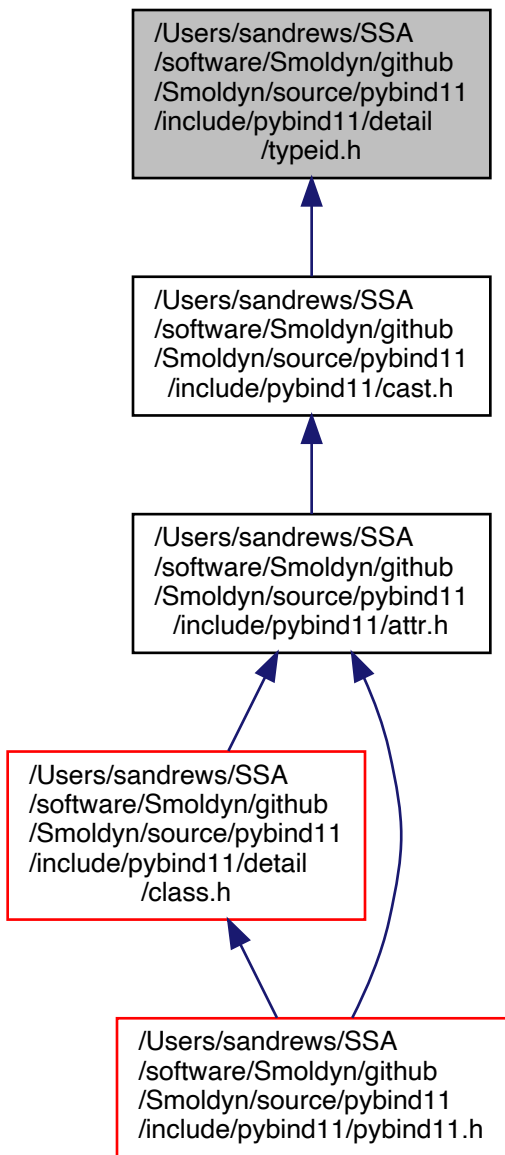 /Users/sandrews/SSA
/software/Smoldyn/github
/Smoldyn/source/pybind11
/include/pybind11/detail
/typeid.h
/Users/sandrews/SSA
/software/Smoldyn/github
/Smoldyn/source/pybind11
/include/pybind11/cast.h
/Users/sandrews/SSA
/software/Smoldyn/github
/Smoldyn/source/pybind11
/include/pybind11/attr.h
/Users/sandrews/SSA
/software/Smoldyn/github
/Smoldyn/source/pybind11
/include/pybind11/detail
/class.h
/Users/sandrews/SSA
/software/Smoldyn/github
/Smoldyn/source/pybind11
/include/pybind11/pybind11.h